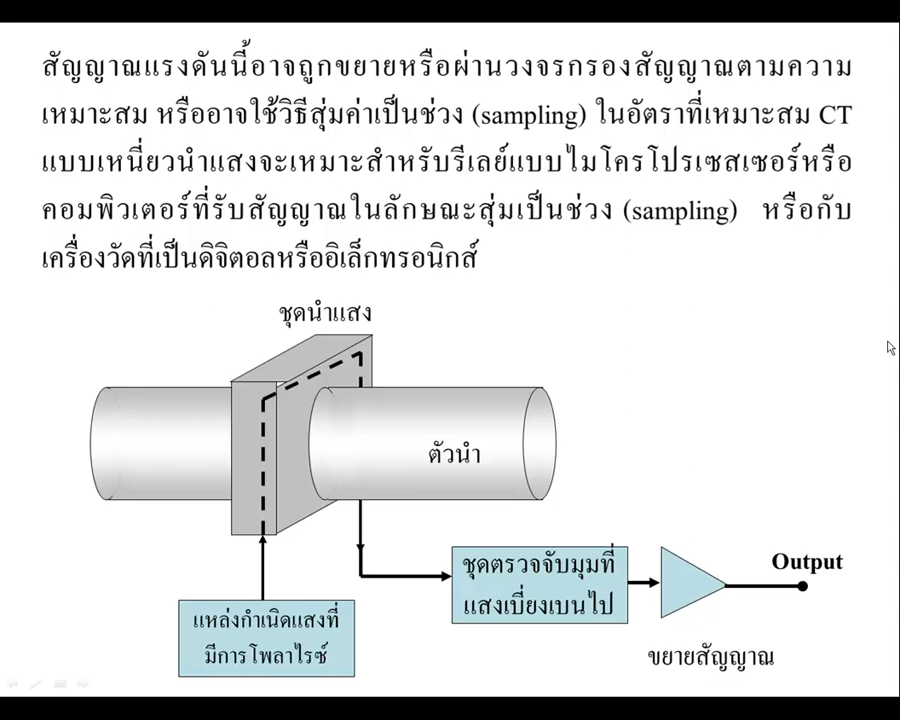 สัญญาณแรงดันนี้อาจถูกขยายหรือผ่านวงจรกรองสัญญาณตามความ
เหมาะสม หรืออาจใช้วิธีสุ่มค่าเป็นช่วง (sampling) ในอัตราที่เหมาะสม CT
แบบเหนี่ยวนำแสงจะเหมาะสำหรับรีเลย์แบบไมโครโปรเซสเซอร์หรือ
คอมพิวเตอร์ที่รับสัญญาณในลักษณะสุ่มเป็นช่วง (sampling) หรือกับ
เครื่องวัดที่เป็นดิจิตอลหรืออิเล็กทรอนิกส์
ชุดนำแสง
ตัวนำ
ชุดตรวจจับมุมที่
แสงเบี่ยงเบนไป
Output
แหล่งกำเนิดแสงที่
มีการโพลาไรซ์
ขยายสัญญาณ